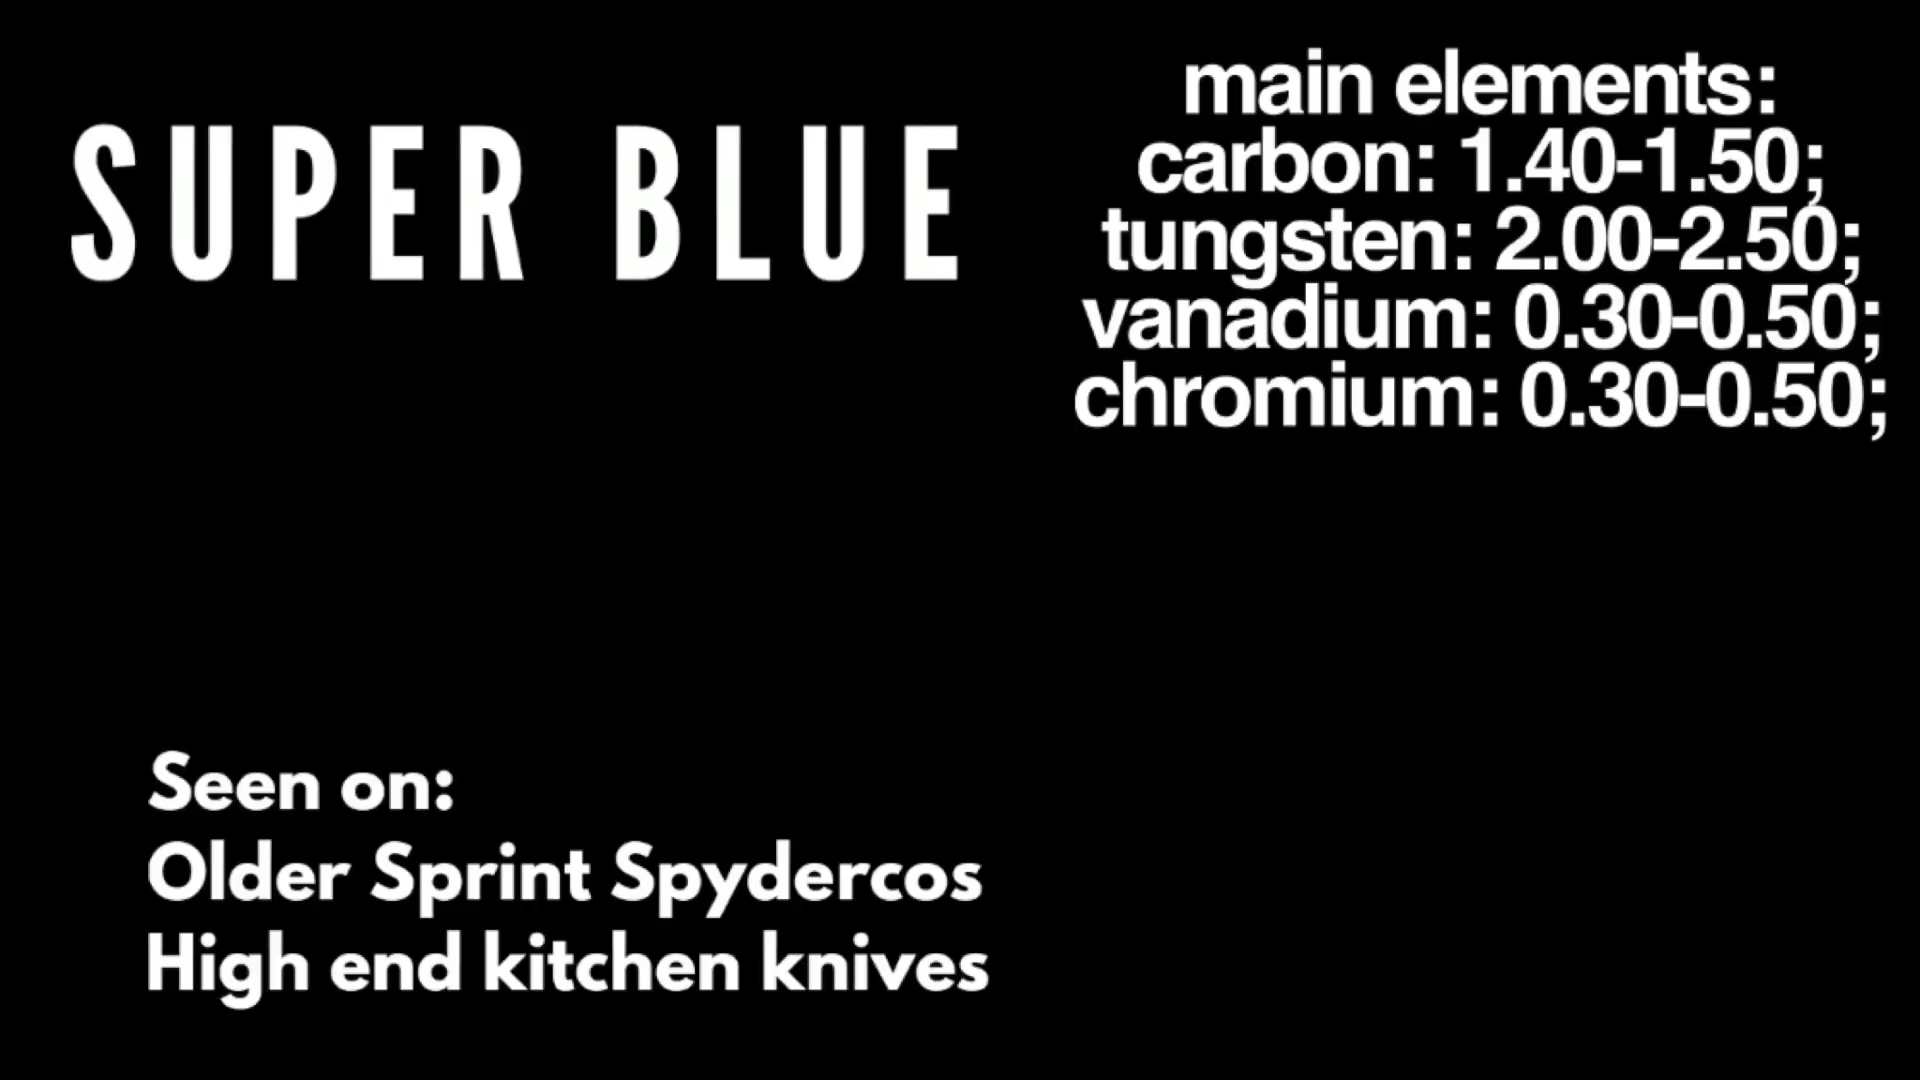 SUPER BLUE
main elements:
carbon: 1.40-1.50;
tungsten: 2.00-2.50;
vanadium: 0.30-0.50;
chromium: 0.30-0.50;
Seen on:
Older Sprint Spydercos
High end kitchen knives